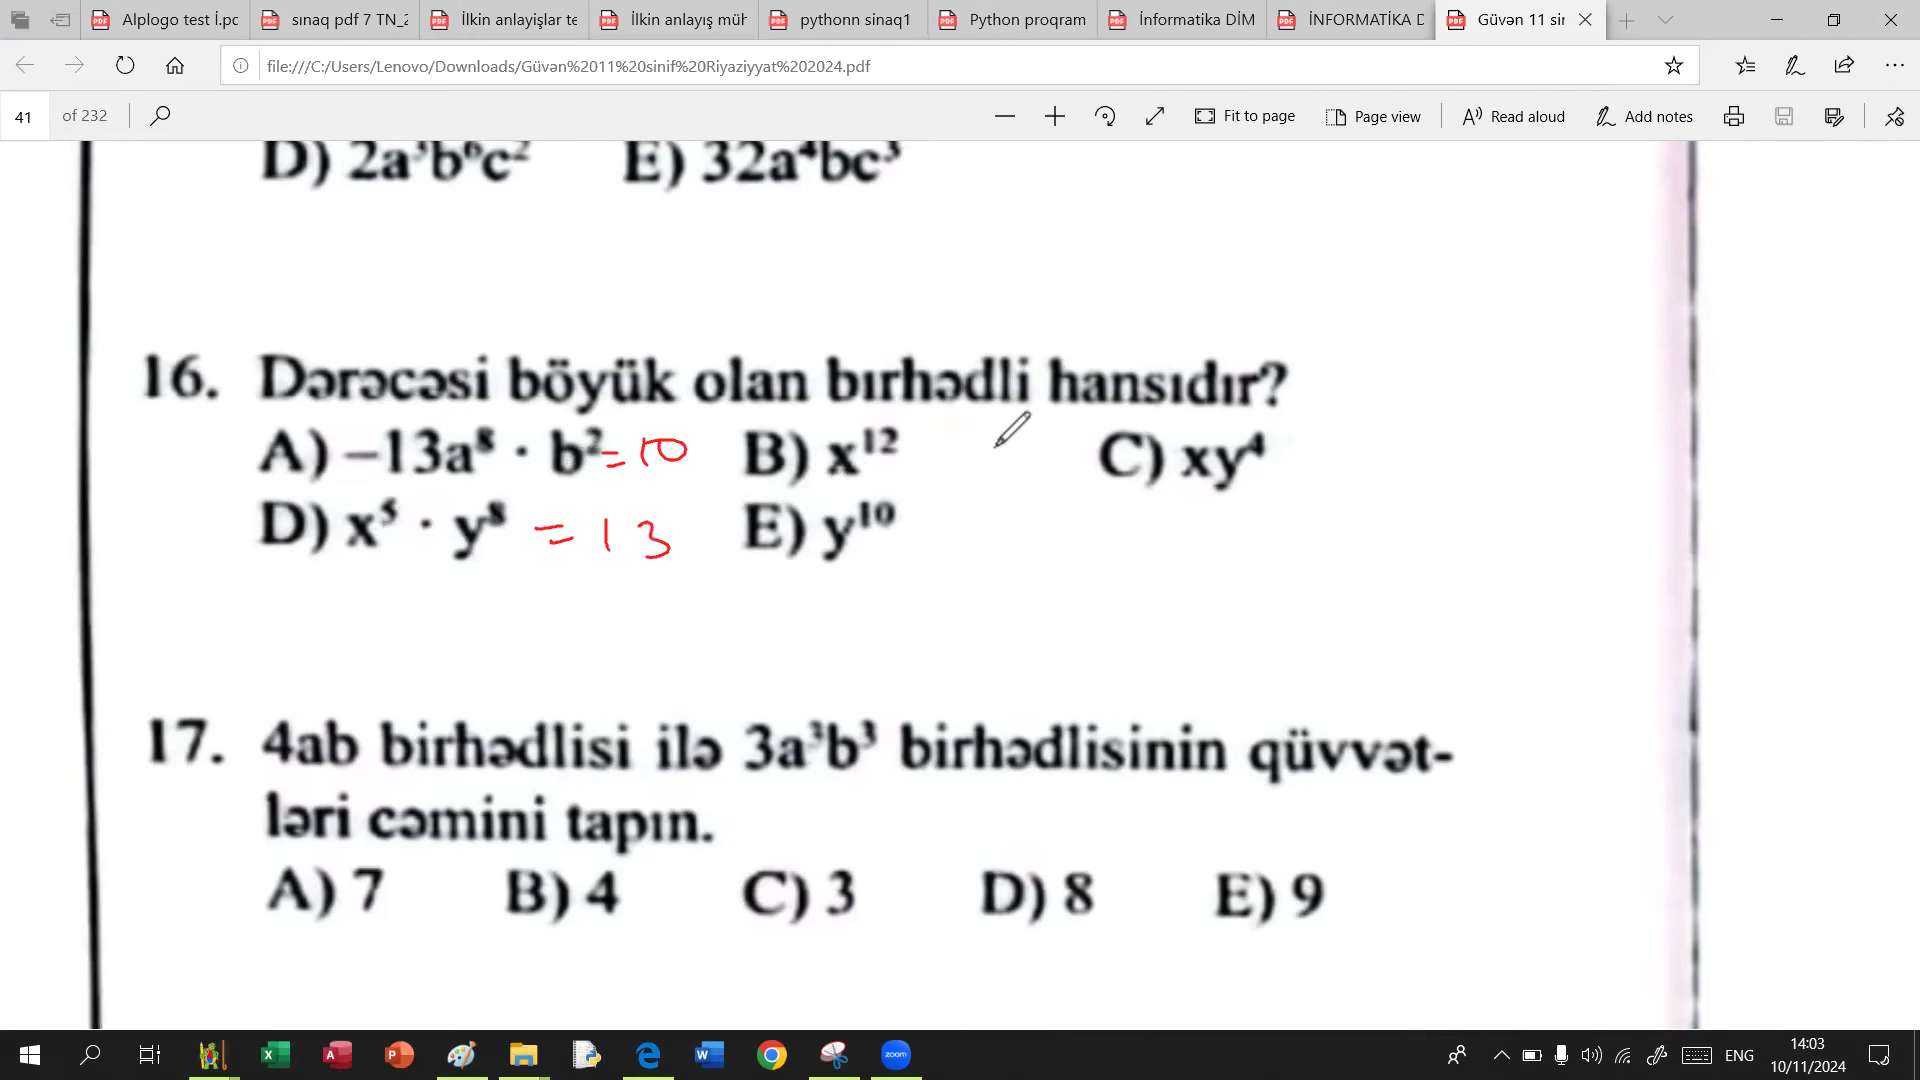 Alplogo test İ.pc
sınaq pdf 7 TN_2
İlkin anlayişlar te
İlkin anlayış müh
pythonn sinaq1
Python proqram
İnformatika DİM
İNFORMATİKA D
Güvən 11 sin
file:///C:/Users/Lenovo/Downloads/Güvən%2011%20sinif%20Riyaziyyat%202024.pdf
41 of 232
Fit to page
Page view
Read aloud
Add notes
D) 2a³b⁶c² E) 32a⁴bc³
16. Dərəcəsi böyük olan bırhədli hansıdır?
A) –13a⁸ · b² = 10 B) x¹² C) xy⁴
D) x⁵ · y⁸ = 13 E) y¹⁰
17. 4ab birhədlisi ilə 3a³b³ birhədlisinin qüvvət-
ləri cəmini tapın.
A) 7 B) 4 C) 3 D) 8 E) 9
zoom
ENG
14:03
10/11/2024